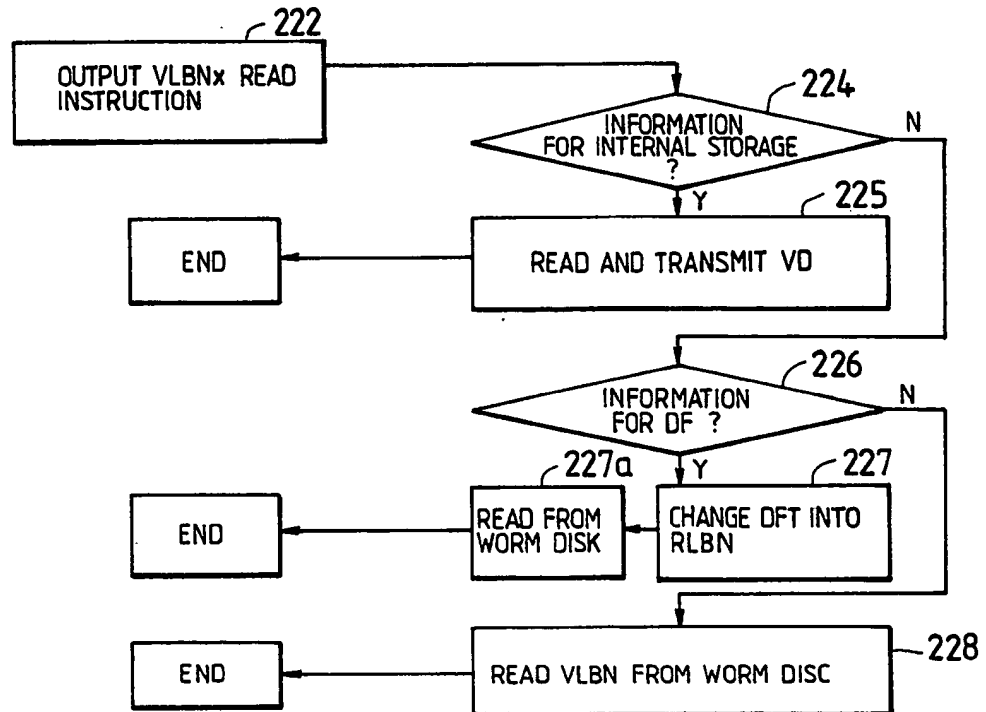 222
OUTPUT VLBNx READ
INSTRUCTION
224
INFORMATION
FOR INTERNAL STORAGE
?
N
Y
225
END
READ AND TRANSMIT VD
226
INFORMATION
FOR DF ?
N
Y
227a
227
END
READ FROM
WORM DISK
CHANGE DFT INTO
RLBN
END
READ VLBN FROM WORM DISC
228